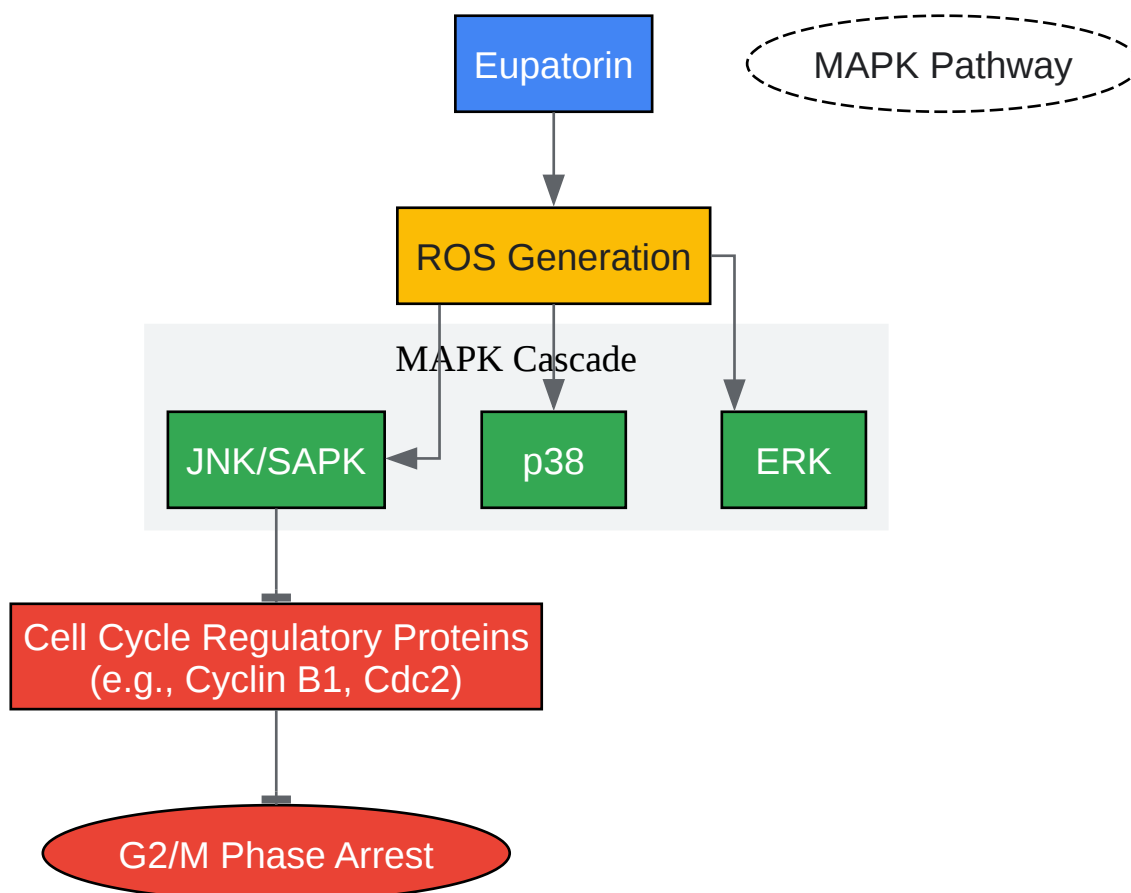 Eupatorin
MAPK Pathway
ROS Generation
MAPK Cascade
JNK/SAPK
p38
ERK
Cell Cycle Regulatory Proteins
(e.g., Cyclin B1, Cdc2)
G2/M Phase Arrest